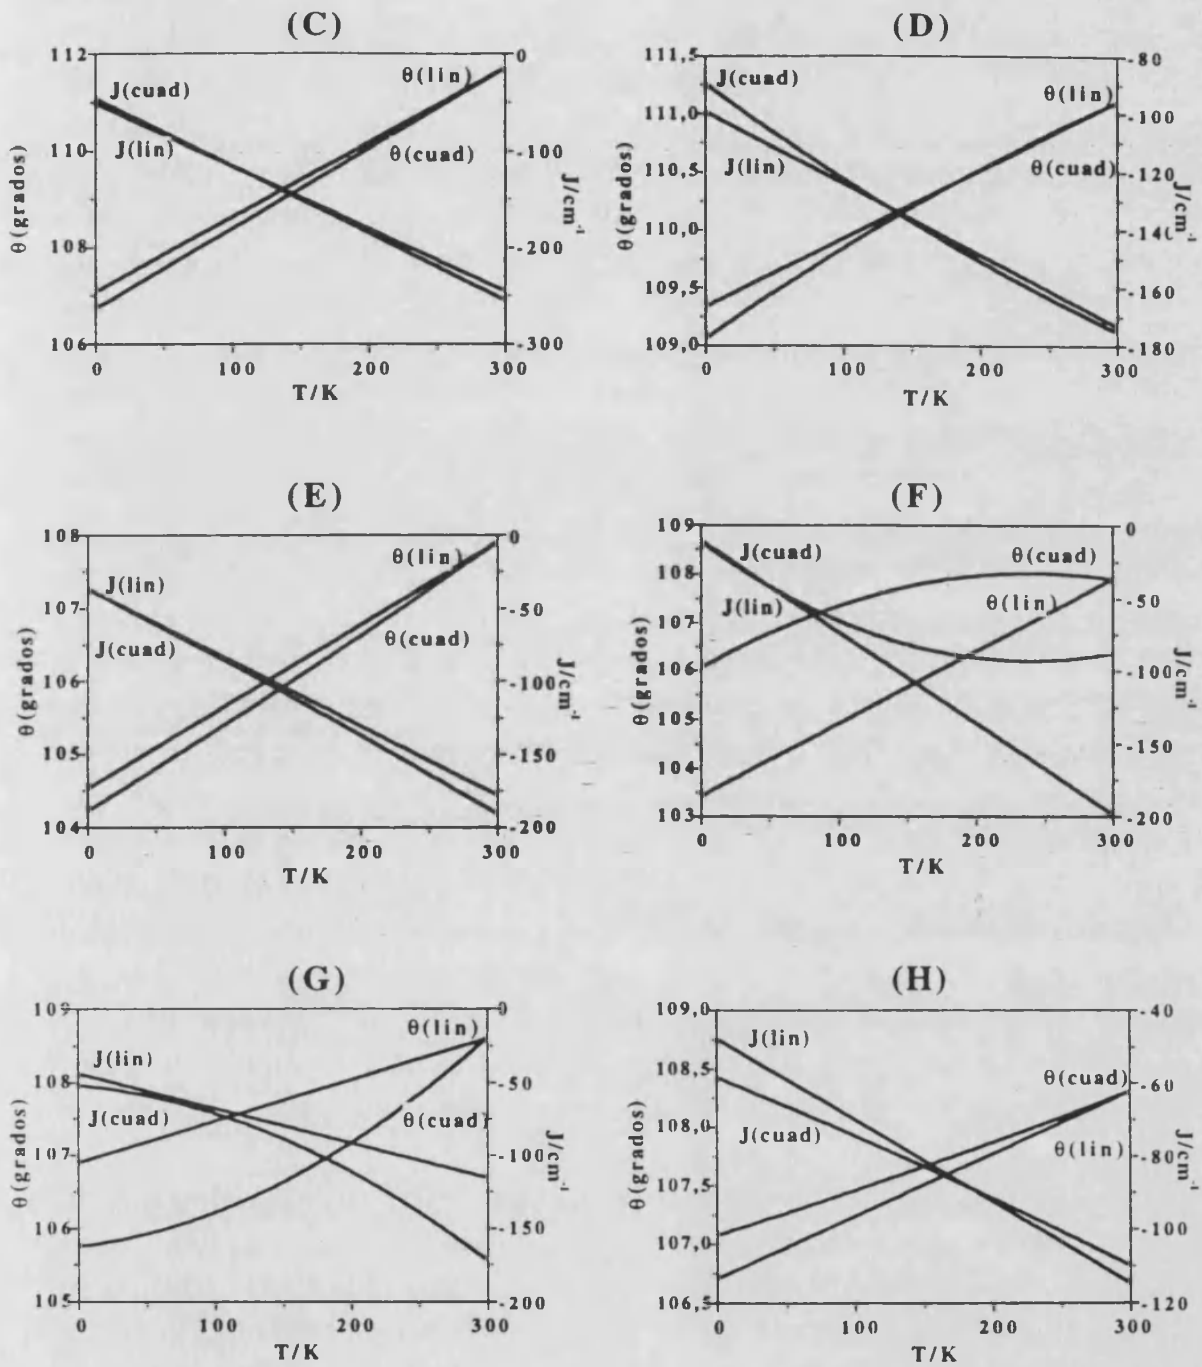 (C)
112
110
108
106
θ(grados)
0
-100
-200
-300
J/cm⁻¹
J(cuad)
J(lin)
θ(lin)
θ(cuad)
0 100 200 300
T/K
(D)
111,5
111,0
110,5
110,0
109,5
109,0
θ(grados)
-80
-100
-120
-140
-160
-180
J/cm⁻¹
J(cuad)
J(lin)
θ(lin)
θ(cuad)
0 100 200 300
T/K
(E)
108
107
106
105
104
θ(grados)
0
-50
-100
-150
-200
J/cm⁻¹
J(lin)
J(cuad)
θ(lin)
θ(cuad)
0 100 200 300
T/K
(F)
109
108
107
106
105
104
103
θ(grados)
0
-50
-100
-150
-200
J/cm⁻¹
J(cuad)
J(lin)
θ(cuad)
θ(lin)
0 100 200 300
T/K
(G)
109
108
107
106
105
θ(grados)
0
-50
-100
-150
-200
J/cm⁻¹
J(lin)
J(cuad)
θ(lin)
θ(cuad)
0 100 200 300
T/K
(H)
109,0
108,5
108,0
107,5
107,0
106,5
θ(grados)
-40
-60
-80
-100
-120
J/cm⁻¹
J(lin)
J(cuad)
θ(cuad)
θ(lin)
0 100 200 300
T/K